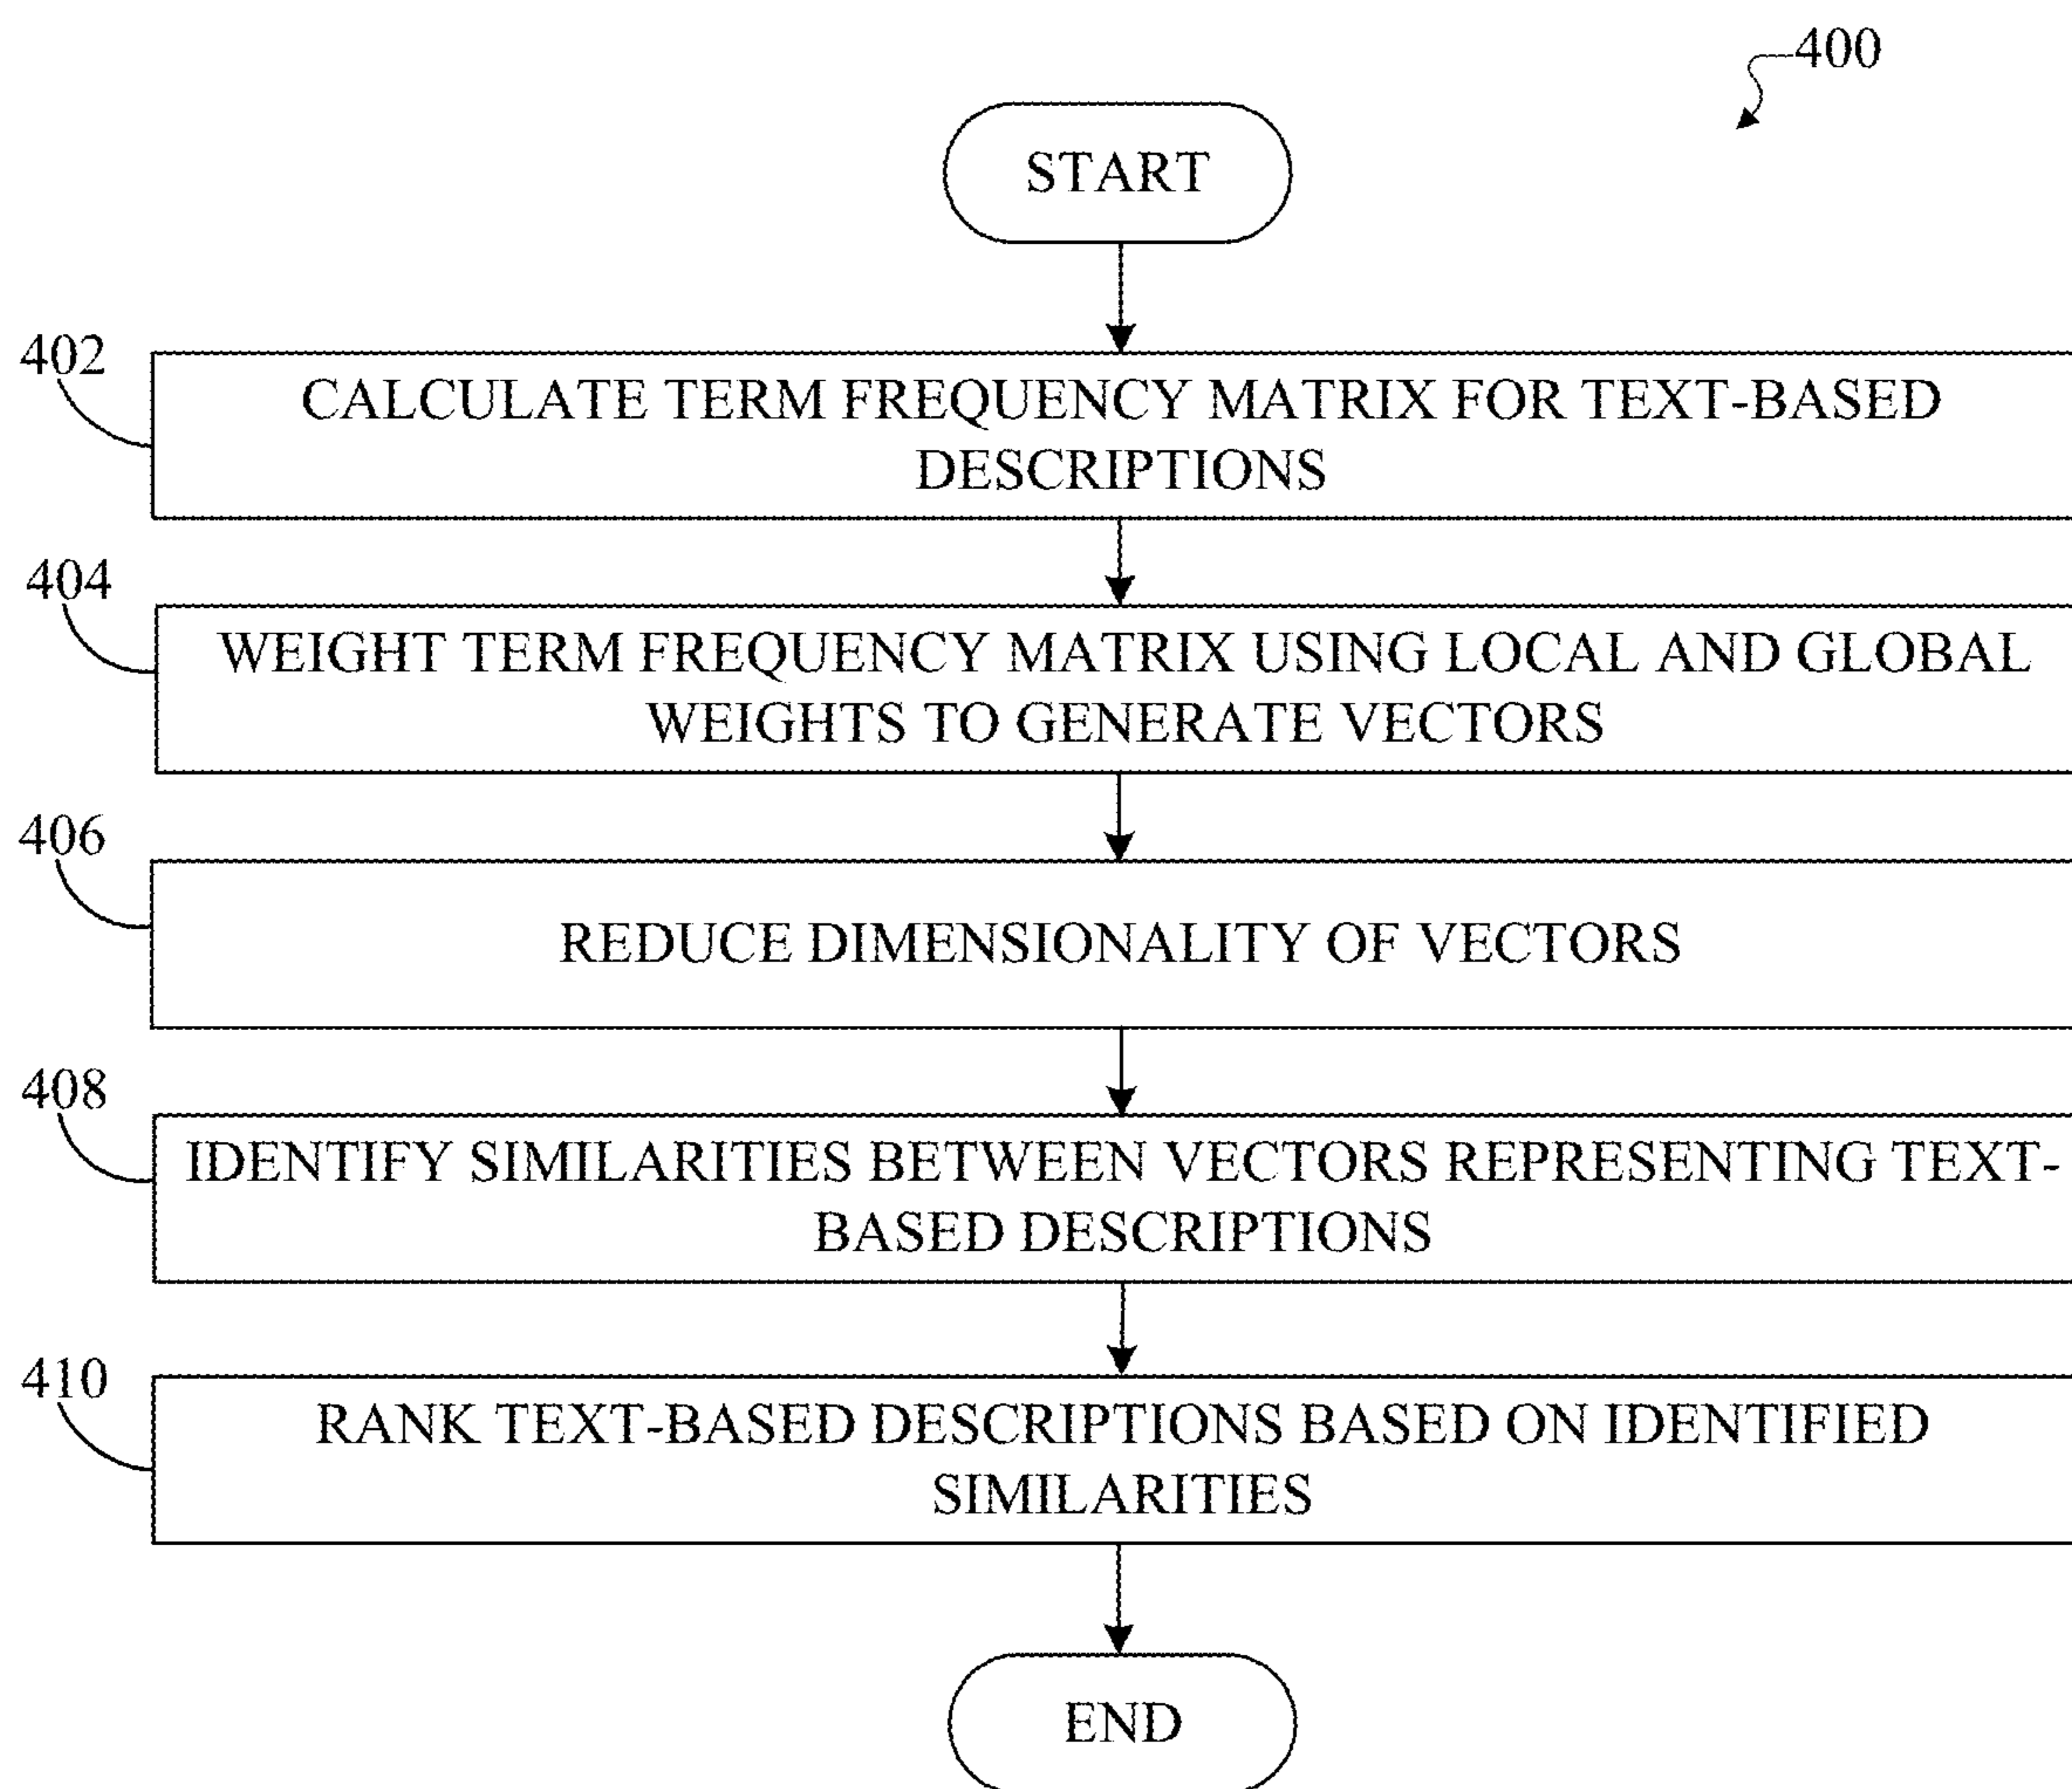 400
START
402
CALCULATE TERM FREQUENCY MATRIX FOR TEXT-BASED
DESCRIPTIONS
404
WEIGHT TERM FREQUENCY MATRIX USING LOCAL AND GLOBAL
WEIGHTS TO GENERATE VECTORS
406
REDUCE DIMENSIONALITY OF VECTORS
408
IDENTIFY SIMILARITIES BETWEEN VECTORS REPRESENTING TEXT-
BASED DESCRIPTIONS
410
RANK TEXT-BASED DESCRIPTIONS BASED ON IDENTIFIED
SIMILARITIES
END